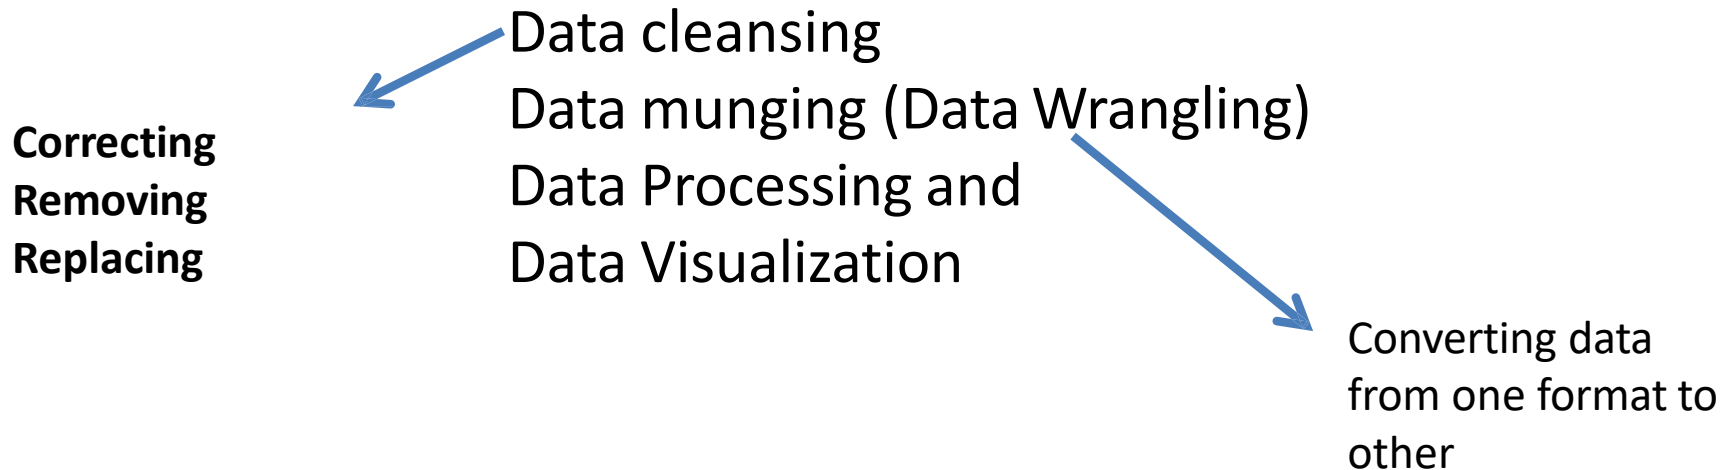 Data cleansing
Data munging (Data Wrangling)
Data Processing and
Data Visualization
Correcting
Removing
Replacing
Converting data
from one format to
other